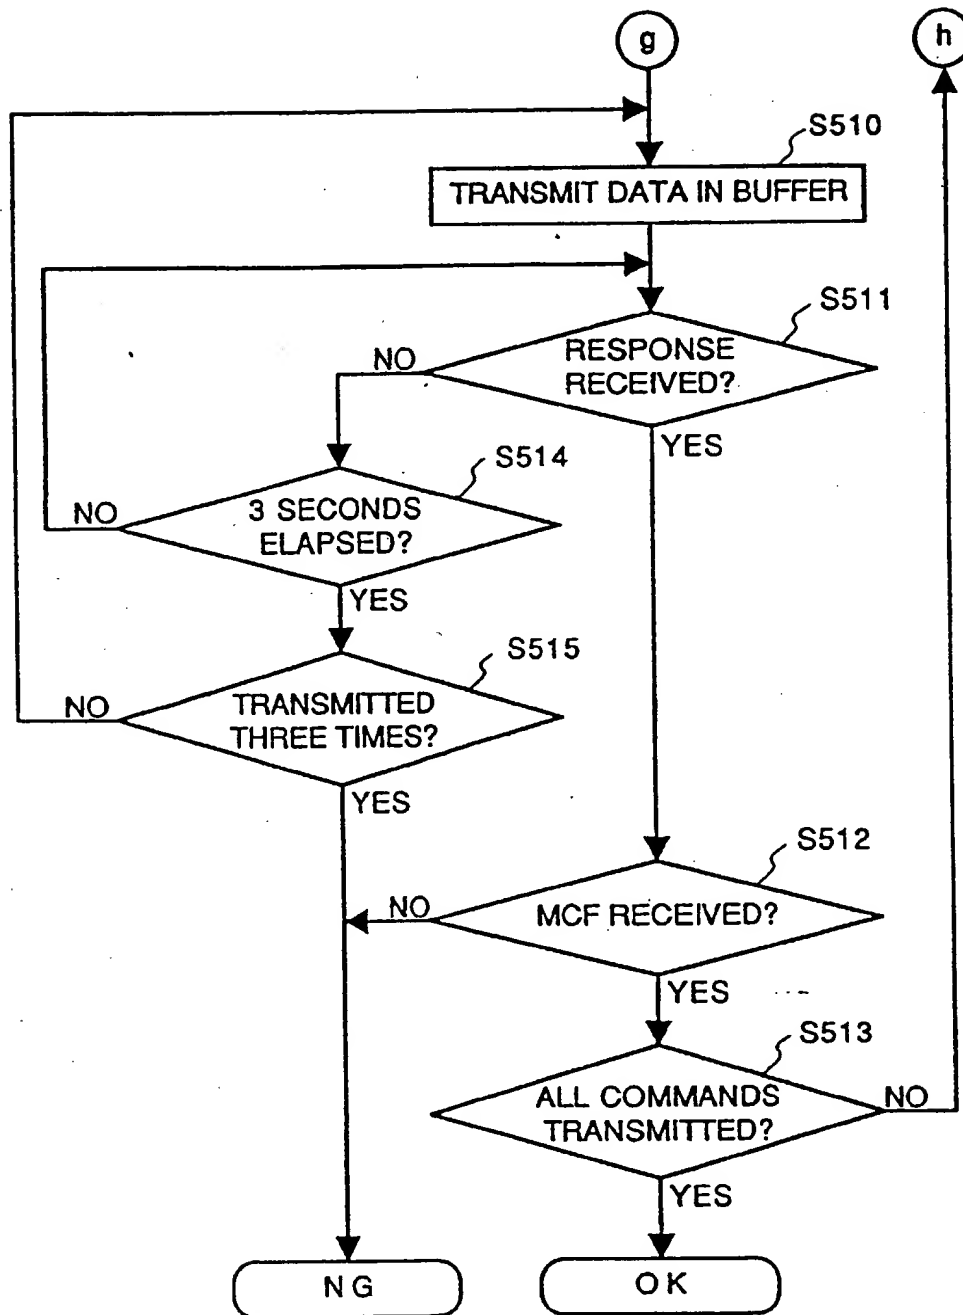 g
h
S510
TRANSMIT DATA IN BUFFER
S511
RESPONSE
RECEIVED?
NO
YES
S514
3 SECONDS
ELAPSED?
NO
YES
S515
TRANSMITTED
THREE TIMES?
NO
YES
S512
MCF RECEIVED?
NO
YES
S513
ALL COMMANDS
TRANSMITTED?
NO
YES
NG
OK